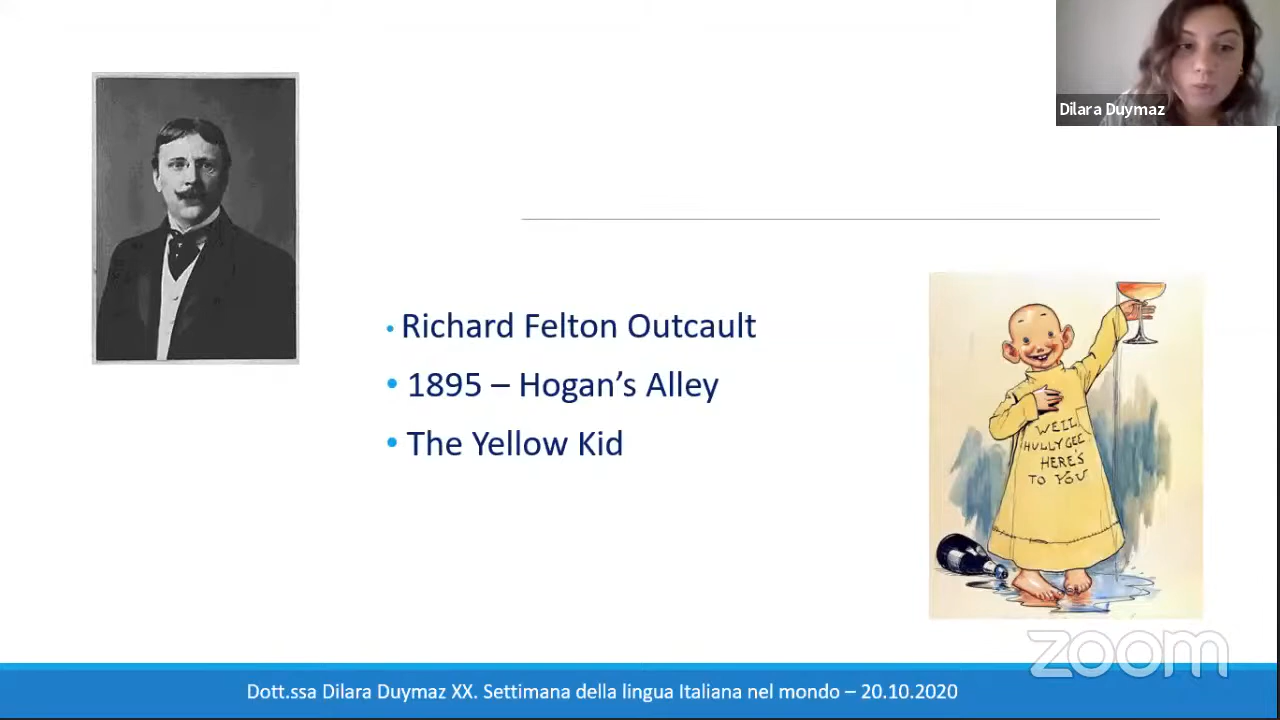 Dilara Duymaz
• Richard Felton Outcault
• 1895 – Hogan’s Alley
• The Yellow Kid
WELL
HULLY GEE
HERE'S
TO YOU
zoom
Dott.ssa Dilara Duymaz XX. Settimana della lingua Italiana nel mondo – 20.10.2020